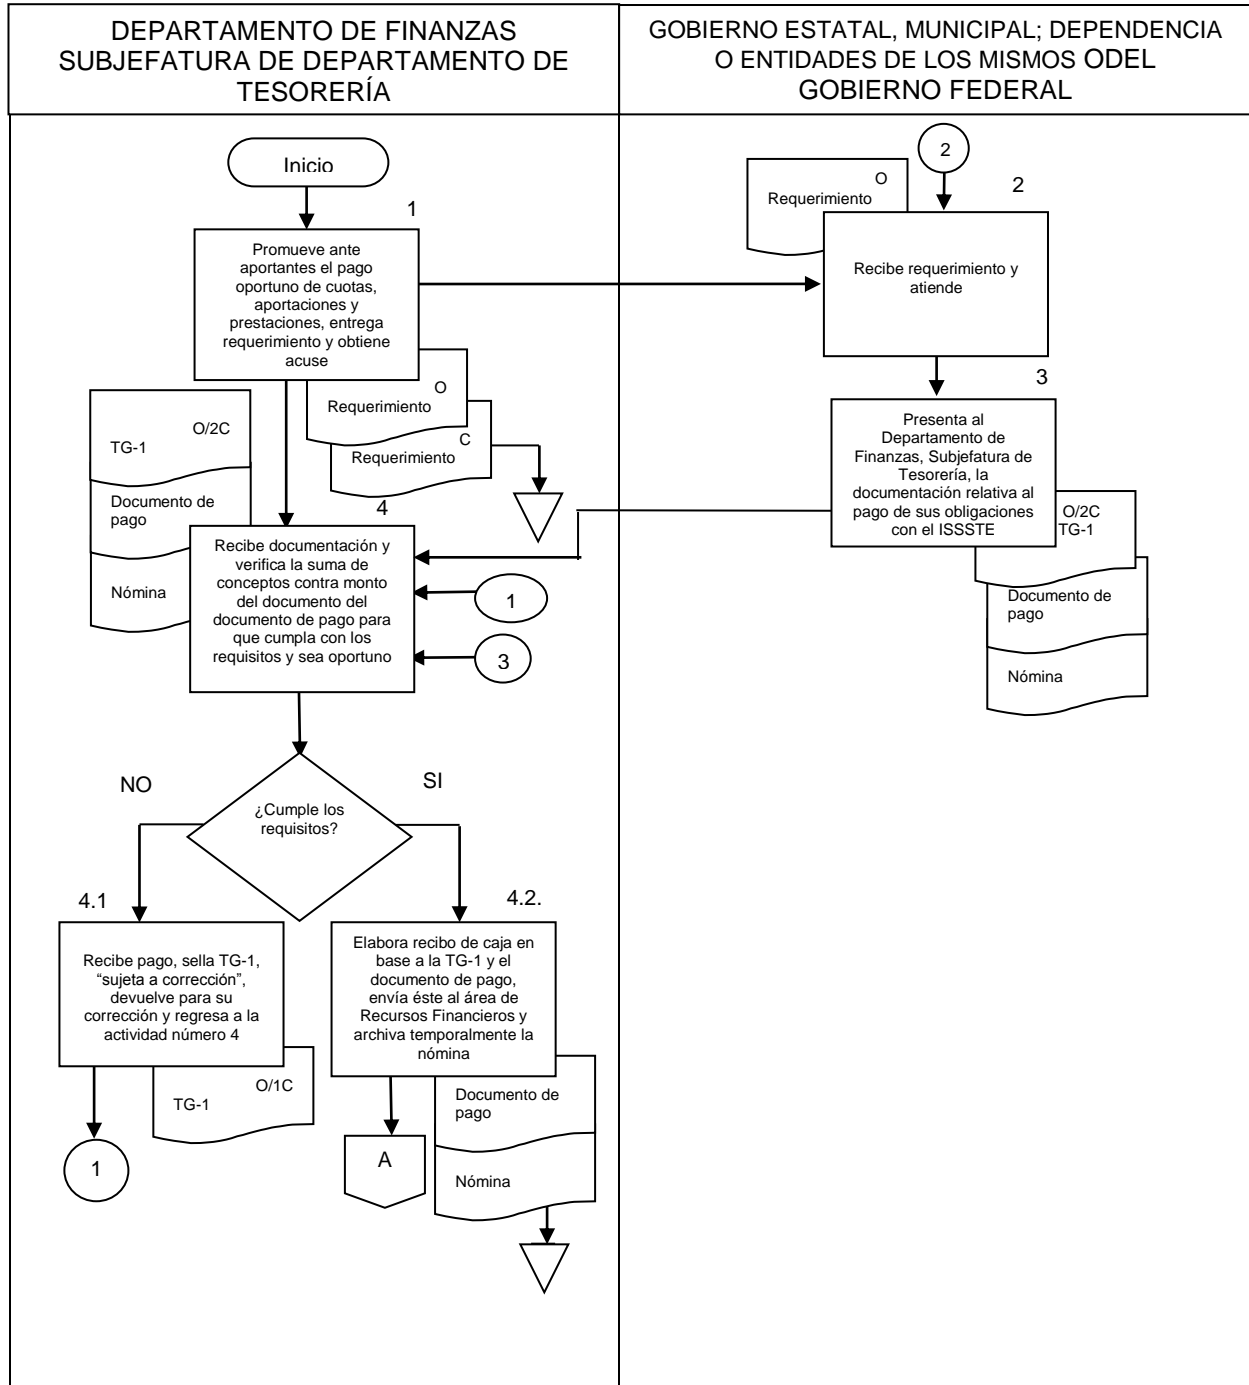 DEPARTAMENTO DE FINANZAS
SUBJEFATURA DE DEPARTAMENTO DE
TESORERÍA
GOBIERNO ESTATAL, MUNICIPAL; DEPENDENCIA
O ENTIDADES DE LOS MISMOS ODEL
GOBIERNO FEDERAL
Inicio
1
Promueve ante
aportantes el pago
oportuno de cuotas,
aportaciones y
prestaciones, entrega
requerimiento y obtiene
acuse
O
Requerimiento
C
Requerimiento
2
O
Requerimiento
2
Recibe requerimiento y
atiende
3
Presenta al
Departamento de
Finanzas, Subjefatura de
Tesorería, la
documentación relativa al
pago de sus obligaciones
con el ISSSTE
O/2C
TG-1
Documento de
pago
Nómina
O/2C
TG-1
Documento de
pago
Nómina
4
Recibe documentación y
verifica la suma de
conceptos contra monto
del documento del
documento de pago para
que cumpla con los
requisitos y sea oportuno
1
3
¿Cumple los
requisitos?
NO
SI
4.1
Recibe pago, sella TG-1,
“sujeta a corrección”,
devuelve para su
corrección y regresa a la
actividad número 4
O/1C
TG-1
1
4.2.
Elabora recibo de caja en
base a la TG-1 y el
documento de pago,
envía éste al área de
Recursos Financieros y
archiva temporalmente la
nómina
Documento de
pago
Nómina
A